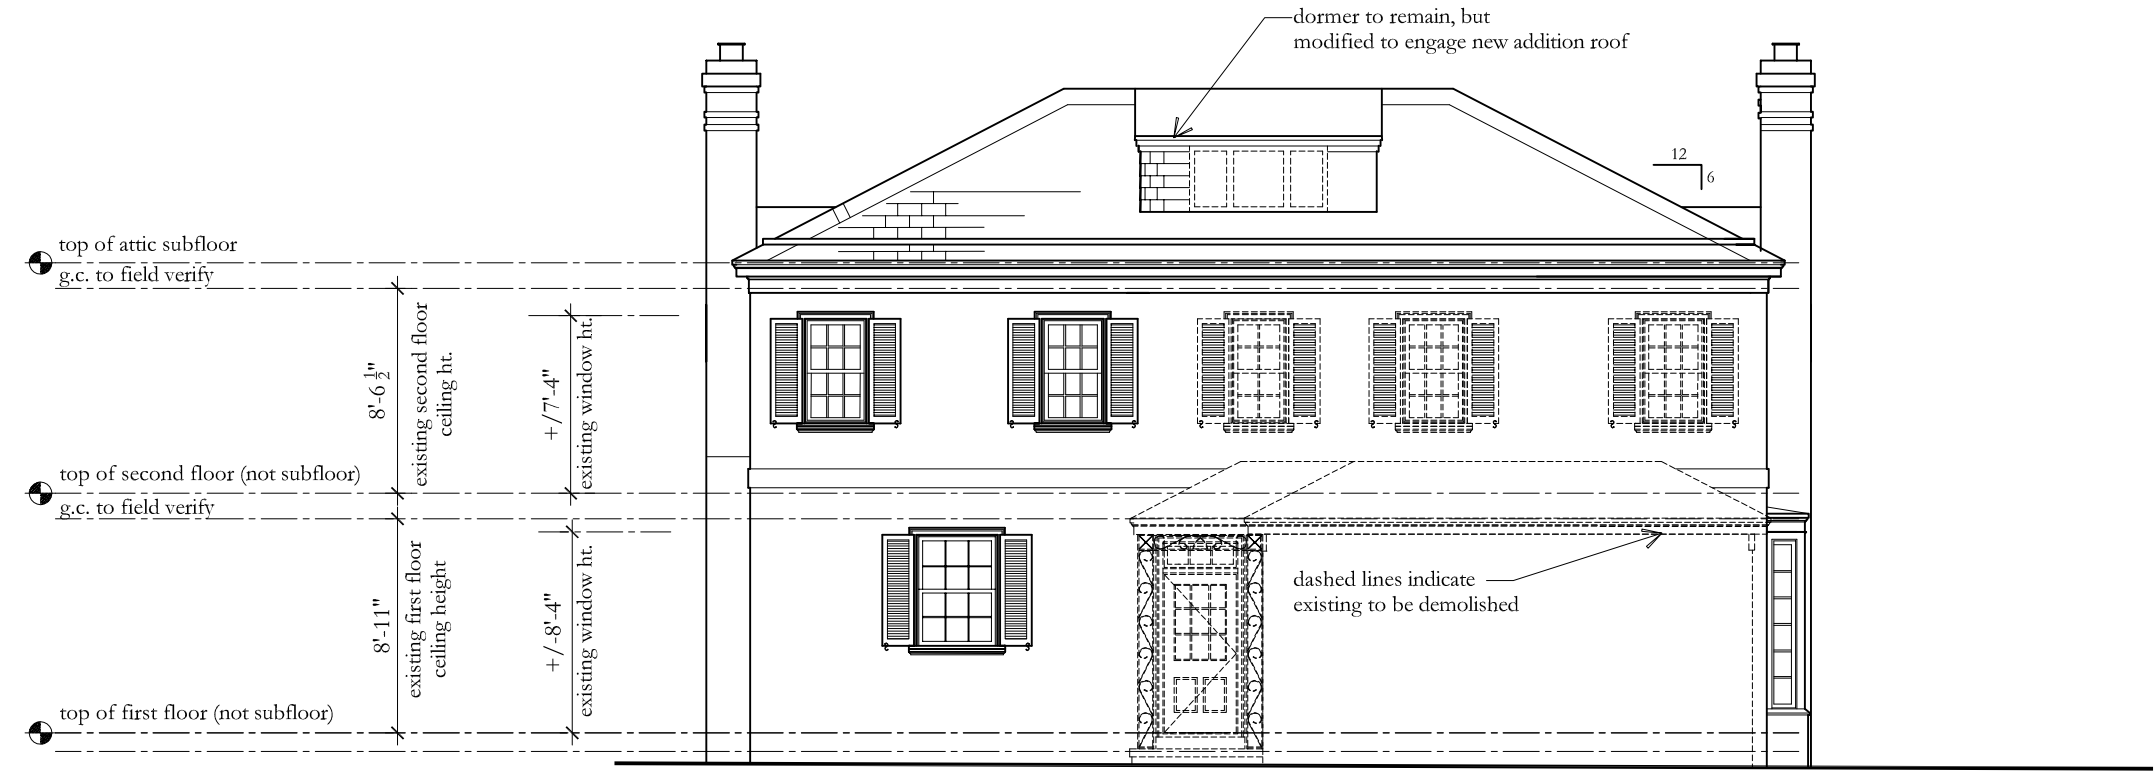 dormer to remain, but
modified to engage new addition roof
12
6
top of attic subfloor
g.c. to field verify
8'-6 1/2"
existing second floor
ceiling ht.
+/7'-4"
existing window ht.
top of second floor (not subfloor)
g.c. to field verify
8'-11"
existing first floor
ceiling height
+/-8'-4"
existing window ht.
dashed lines indicate
existing to be demolished
top of first floor (not subfloor)